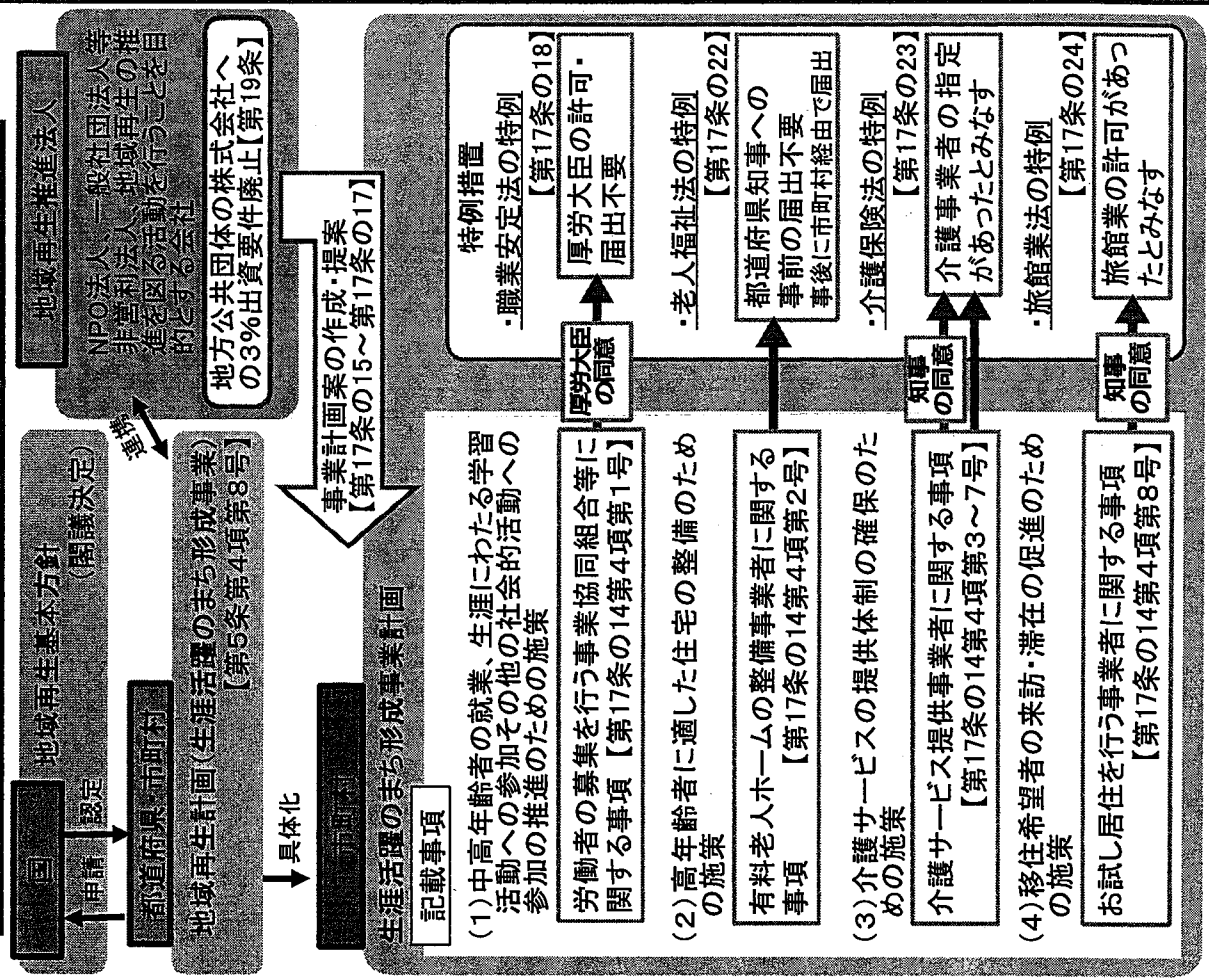 国
地域再生基本方針
(閣議決定)
申請
認定
都道府県・市町村
地域再生計画(生涯活躍のまち形成事業)
【第5条第4項第8号】
連携
地域再生推進法人
NPO法人、一般社団法人等
非営利法人、地域再生の推
進を図る活動を行うことを目
的とする会社
地方公共団体の株式会社へ
の3%出資要件廃止【第19条】
事業計画案の作成・提案
【第17条の15～第17条の17】
具体化
市町村
生涯活躍のまち形成事業計画
記載事項
(1)中高年齢者の就業、生涯にわたる学習
活動への参加その他の社会的活動への
参加の推進のための施策
労働者の募集を行う事業協同組合等に
関する事項【第17条の14第4項第1号】
(2)高年齢者に適した住宅の整備のため
の施策
有料老人ホームの整備事業者に関する
事項 【第17条の14第4項第2号】
(3)介護サービスの提供体制の確保のた
めの施策
介護サービス提供事業者に関する事項
【第17条の14第4項第3～7号】
(4)移住希望者の来訪・滞在の促進のため
の施策
お試し居住を行う事業者に関する事項
【第17条の14第4項第8号】
厚労大臣
の同意
知事
の同意
知事
の同意
特例措置
・職業安定法の特例
【第17条の18】
厚労大臣の許可・
届出不要
・老人福祉法の特例
【第17条の22】
都道府県知事への
事前の届出不要
事後に市町村経由で届出
・介護保険法の特例
【第17条の23】
介護事業者の指定
があったとみなす
・旅館業法の特例
【第17条の24】
旅館業の許可があっ
たとみなす